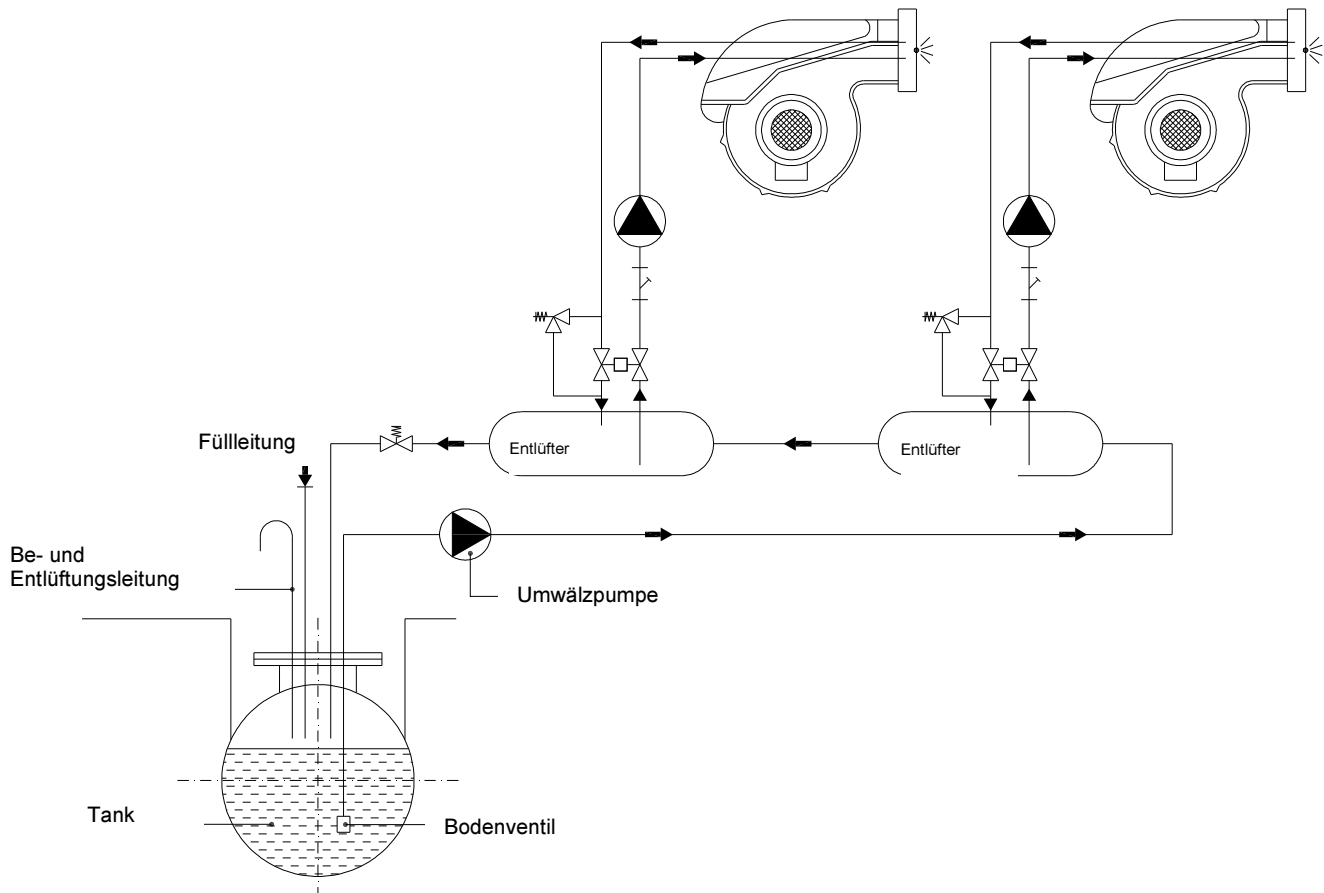 Entlüfter
Entlüfter
Füllleitung
Be- und
Entlüftungsleitung
Umwälzpumpe
Tank
Bodenventil